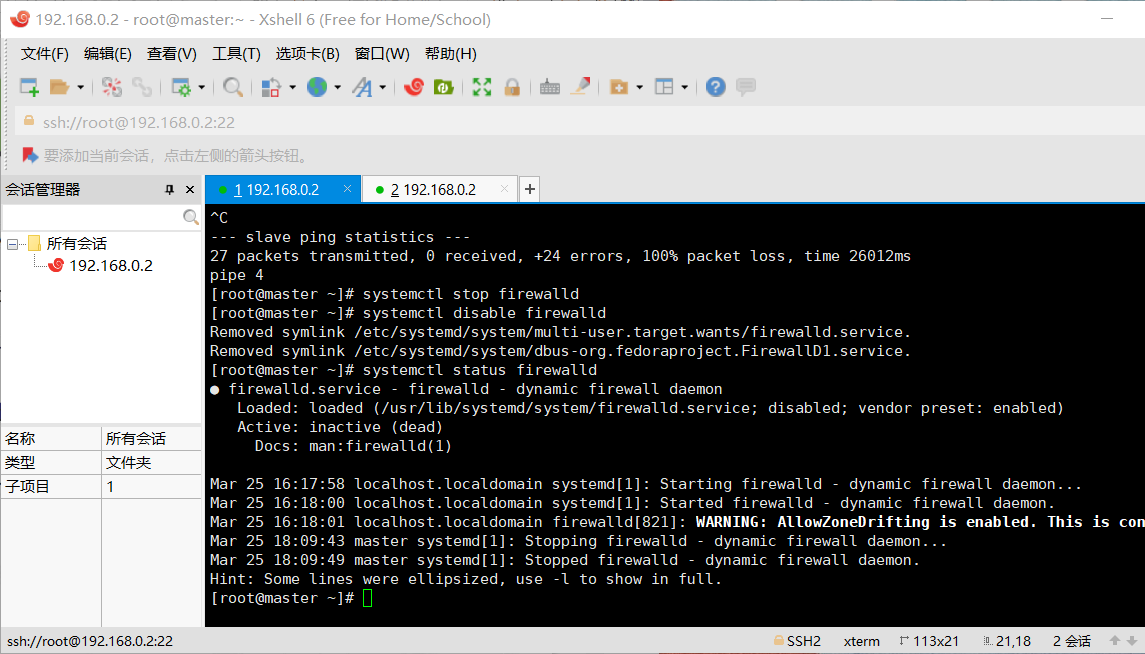 192.168.0.2 - root@master:~ - Xshell 6 (Free for Home/School)
文件(F) 编辑(E) 查看(V) 工具(T) 选项卡(B) 窗口(W) 帮助(H)
ssh://root@192.168.0.2:22
要添加当前会话，点击左侧的箭头按钮。
会话管理器
1 192.168.0.2
2 192.168.0.2
所有会话
192.168.0.2
名称 所有会话
类型 文件夹
子项目 1
^C
--- slave ping statistics ---
27 packets transmitted, 0 received, +24 errors, 100% packet loss, time 26012ms
pipe 4
[root@master ~]# systemctl stop firewalld
[root@master ~]# systemctl disable firewalld
Removed symlink /etc/systemd/system/multi-user.target.wants/firewalld.service.
Removed symlink /etc/systemd/system/dbus-org.fedoraproject.FirewallD1.service.
[root@master ~]# systemctl status firewalld
● firewalld.service - firewalld - dynamic firewall daemon
Loaded: loaded (/usr/lib/systemd/system/firewalld.service; disabled; vendor preset: enabled)
Active: inactive (dead)
Docs: man:firewalld(1)
Mar 25 16:17:58 localhost.localdomain systemd[1]: Starting firewalld - dynamic firewall daemon...
Mar 25 16:18:00 localhost.localdomain systemd[1]: Started firewalld - dynamic firewall daemon.
Mar 25 16:18:01 localhost.localdomain firewalld[821]: WARNING: AllowZoneDrifting is enabled. This is con
Mar 25 18:09:43 master systemd[1]: Stopping firewalld - dynamic firewall daemon...
Mar 25 18:09:49 master systemd[1]: Stopped firewalld - dynamic firewall daemon.
Hint: Some lines were ellipsized, use -l to show in full.
[root@master ~]#
ssh://root@192.168.0.2:22 SSH2 xterm 113x21 21,18 2 会话